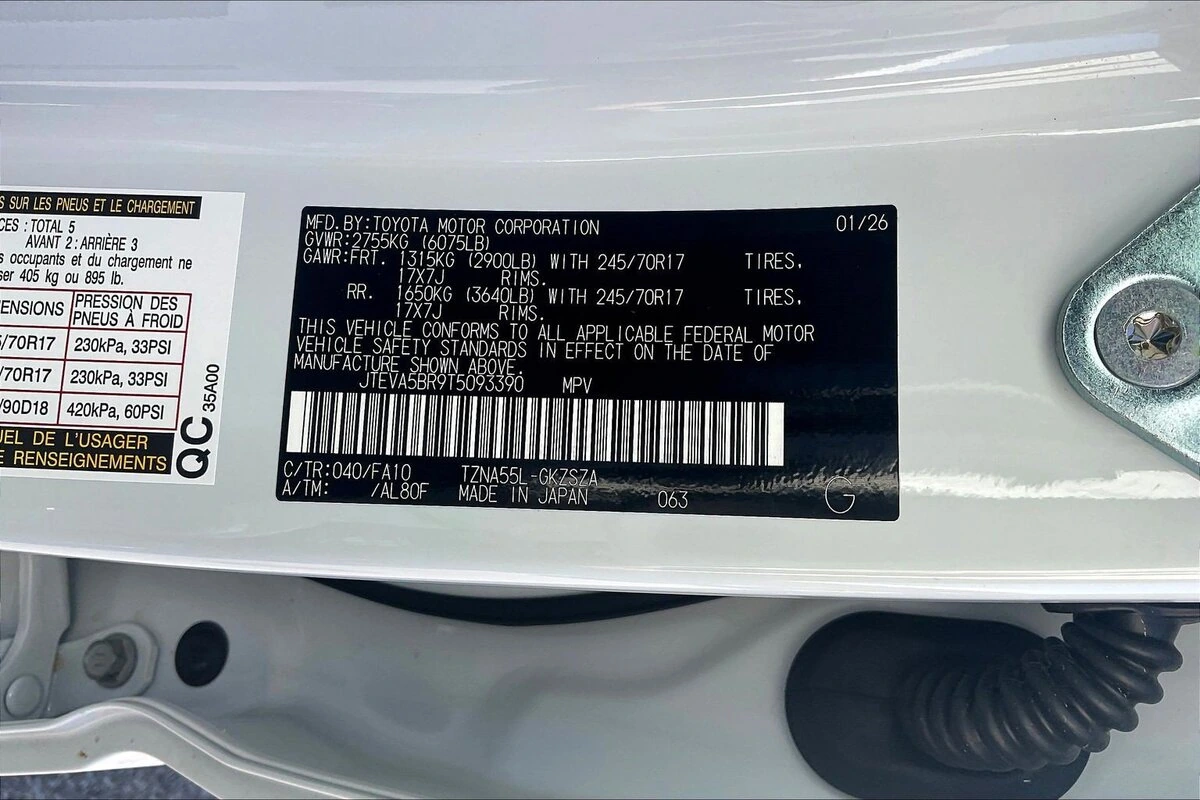 SUR LES PNEUS ET LE CHARGEMENT
TOTAL 5
AVANT 2: ARRIÈRE 3
occupants et du chargement ne
405 kg ou 895 lb.
PRESSION DES
PNEUS À FROID
/70R17 230kPa, 33PSI
/70R17 230kPa, 33PSI
/90D18 420kPa, 60PSI
DE L'USAGER
RENSEIGNEMENTS
QC 35A00
MFD.BY:TOYOTA MOTOR CORPORATION 01/26
GVWR:2755KG (6075LB)
GAWR:FRT. 1315KG (2900LB) WITH 245/70R17 TIRES,
17X7J RIMS.
RR. 1650KG (3640LB) WITH 245/70R17 TIRES,
17X7J RIMS.
THIS VEHICLE CONFORMS TO ALL APPLICABLE FEDERAL MOTOR
VEHICLE SAFETY STANDARDS IN EFFECT ON THE DATE OF
MANUFACTURE SHOWN ABOVE.
JTEVA5BR9T5093390 MPV
C/TR:040/FA10 TZNA55L-GKZSZA
A/TM: /AL80F MADE IN JAPAN 063 G